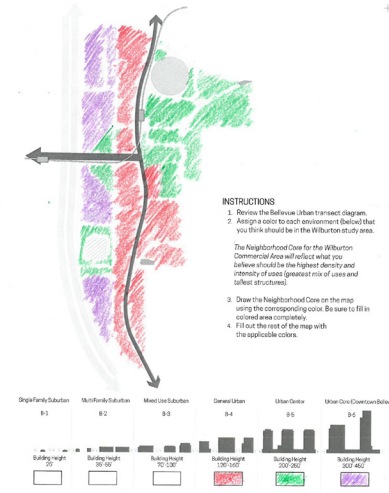 INSTRUCTIONS
1. Review the Bellevue Urban transect diagram.
2. Assign a color to each environment (below) that
you think should be in the Wilburton study area.
The Neighborhood Core for the Wilburton
Commercial Area will reflect what you
believe should be the highest density and
intensity of uses (greatest mix of uses and
tallest structures).
3. Draw the Neighborhood Core on the map
using the corresponding color. Be sure to fill in
colored area completely.
4. Fill out the rest of the map with
the applicable colors.
Single Family Suburban
Multi Family Suburban
Mixed Use Suburban
General Urban
Urban Center
Urban Core (Downtown Bellev
B-1
B-2
B-3
B-4
B-5
B-6
Building Height
Building Height
Building Height
Building Height
Building Height
Building Height
70'-100'
120'-160'
200'-250'
300'-450'